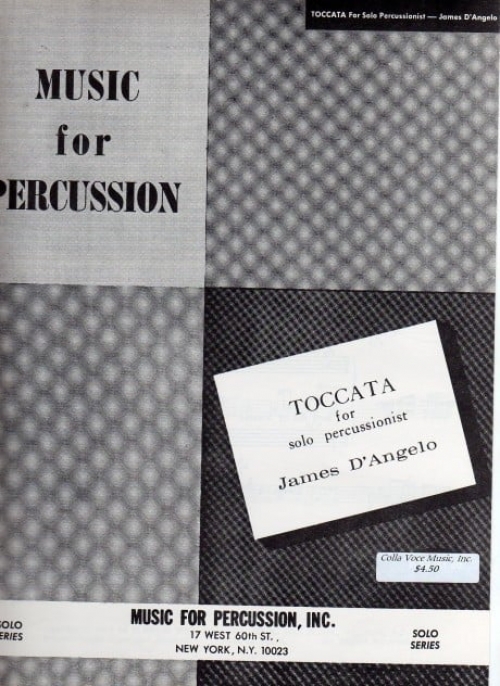 TOCCATA For Solo Percussionist — James D'Angelo
MUSIC
for
PERCUSSION
TOCCATA
for
solo percussionist
James D'Angelo
Colla Voce Music, Inc.
$4.50
SOLO
SERIES
MUSIC FOR PERCUSSION, INC.
17 WEST 60th ST.,
NEW YORK, N.Y. 10023
SOLO
SERIES